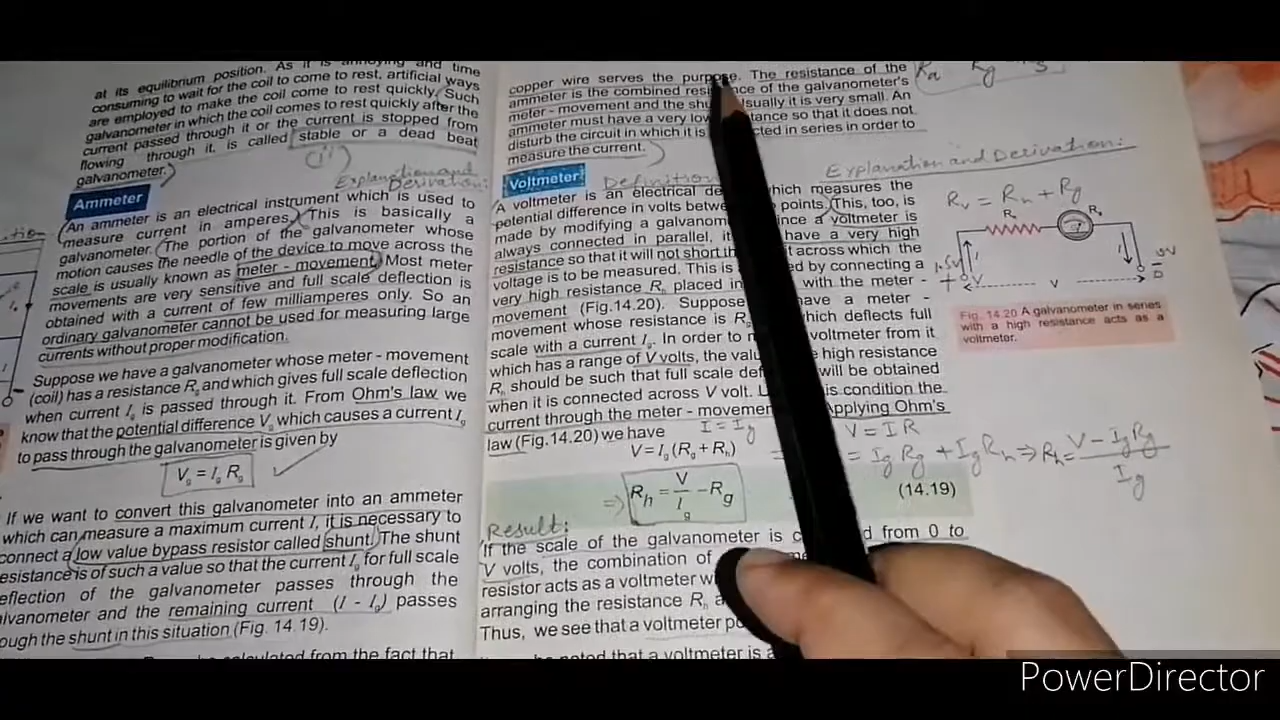 at its equilibrium position. As it is annoying and time
consuming to wait for the coil to come to rest, artificial ways
are employed to make the coil come to rest quickly. Such
galvanometer in which the coil comes to rest quickly after the
current passed through it or the current is stopped from
flowing through it, is called stable or a dead beat
galvanometer.
Explanation and
Derivation:
Ammeter
An ammeter is an electrical instrument which is used to
measure current in amperes. This is basically a
galvanometer. The portion of the galvanometer whose
motion causes the needle of the device to move across the
scale is usually known as meter - movement. Most meter
movements are very sensitive and full scale deflection is
obtained with a current of few milliamperes only. So an
ordinary galvanometer cannot be used for measuring large
currents without proper modification.
Suppose we have a galvanometer whose meter - movement
(coil) has a resistance Rg and which gives full scale deflection
when current Ig is passed through it. From Ohm's law we
know that the potential difference Vg which causes a current Ig
to pass through the galvanometer is given by
Vg = Ig Rg
If we want to convert this galvanometer into an ammeter
which can measure a maximum current I, it is necessary to
connect a low value bypass resistor called shunt. The shunt
resistance is of such a value so that the current Ig for full scale
deflection of the galvanometer passes through the
galvanometer and the remaining current (I - Ig) passes
through the shunt in this situation (Fig. 14.19).
calculated from the fact that
copper wire serves the purpose. The resistance of the
ammeter is the combined resistance of the galvanometer's
meter - movement and the shunt. Usually it is very small. An
ammeter must have a very low resistance so that it does not
disturb the circuit in which it is connected in series in order to
measure the current.
Voltmeter Definition
Explanation and Derivation:
A voltmeter is an electrical de which measures the
potential difference in volts between points. This, too, is
made by modifying a galvanometer. Since a voltmeter is
always connected in parallel, it have a very high
resistance so that it will not short it across which the
voltage is to be measured. This is ed by connecting a
very high resistance Rh placed in with the meter -
movement (Fig.14.20). Suppose have a meter -
movement whose resistance is Rg which deflects full
scale with a current Ig. In order to voltmeter from it
which has a range of V volts, the value high resistance
Rh should be such that full scale def will be obtained
when it is connected across V volt. is condition the
current through the meter - movement Applying Ohm's
law (Fig.14.20) we have I = Ig V = IR
V = Ig (Rg + Rh) = IgRg + IgRh ⇒ Rh = V - IgRg / Ig
⇒ Rh = V / Ig - Rg (14.19)
Result:
If the scale of the galvanometer is c d from 0 to
V volts, the combination of
resistor acts as a voltmeter w
arranging the resistance Rh a
Thus, we see that a voltmeter po
noted that a voltmeter is a
Rv = Rh + Rg
1.5V
+
V
Fig. 14.20 A galvanometer in series
with a high resistance acts as a
voltmeter.
PowerDirector